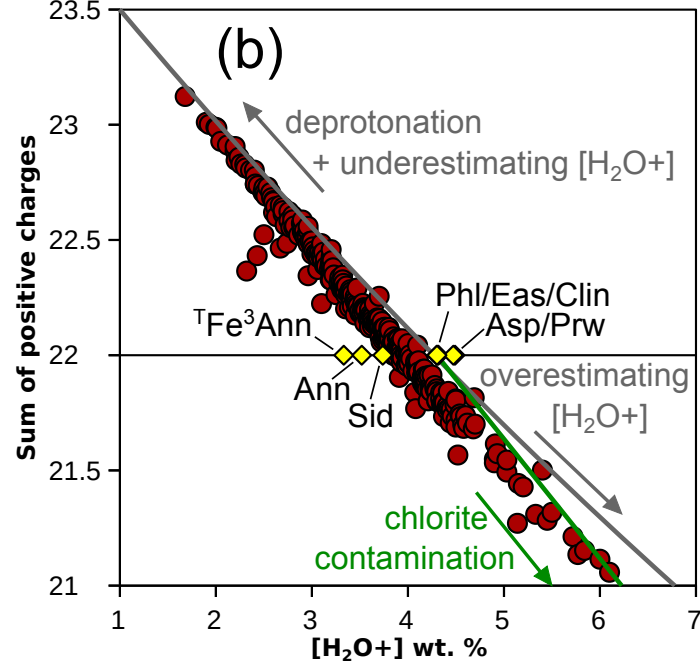 23.5
(b)
23
deprotonation
+ underestimating [H₂O+]
22.5
Sum of positive charges
Phl/Eas/Clin
ᵀFe³Ann
Asp/Prw
22
Ann
Sid
overestimating
[H₂O+]
21.5
chlorite
contamination
21
1 2 3 4 5 6 7
[H₂O+] wt. %